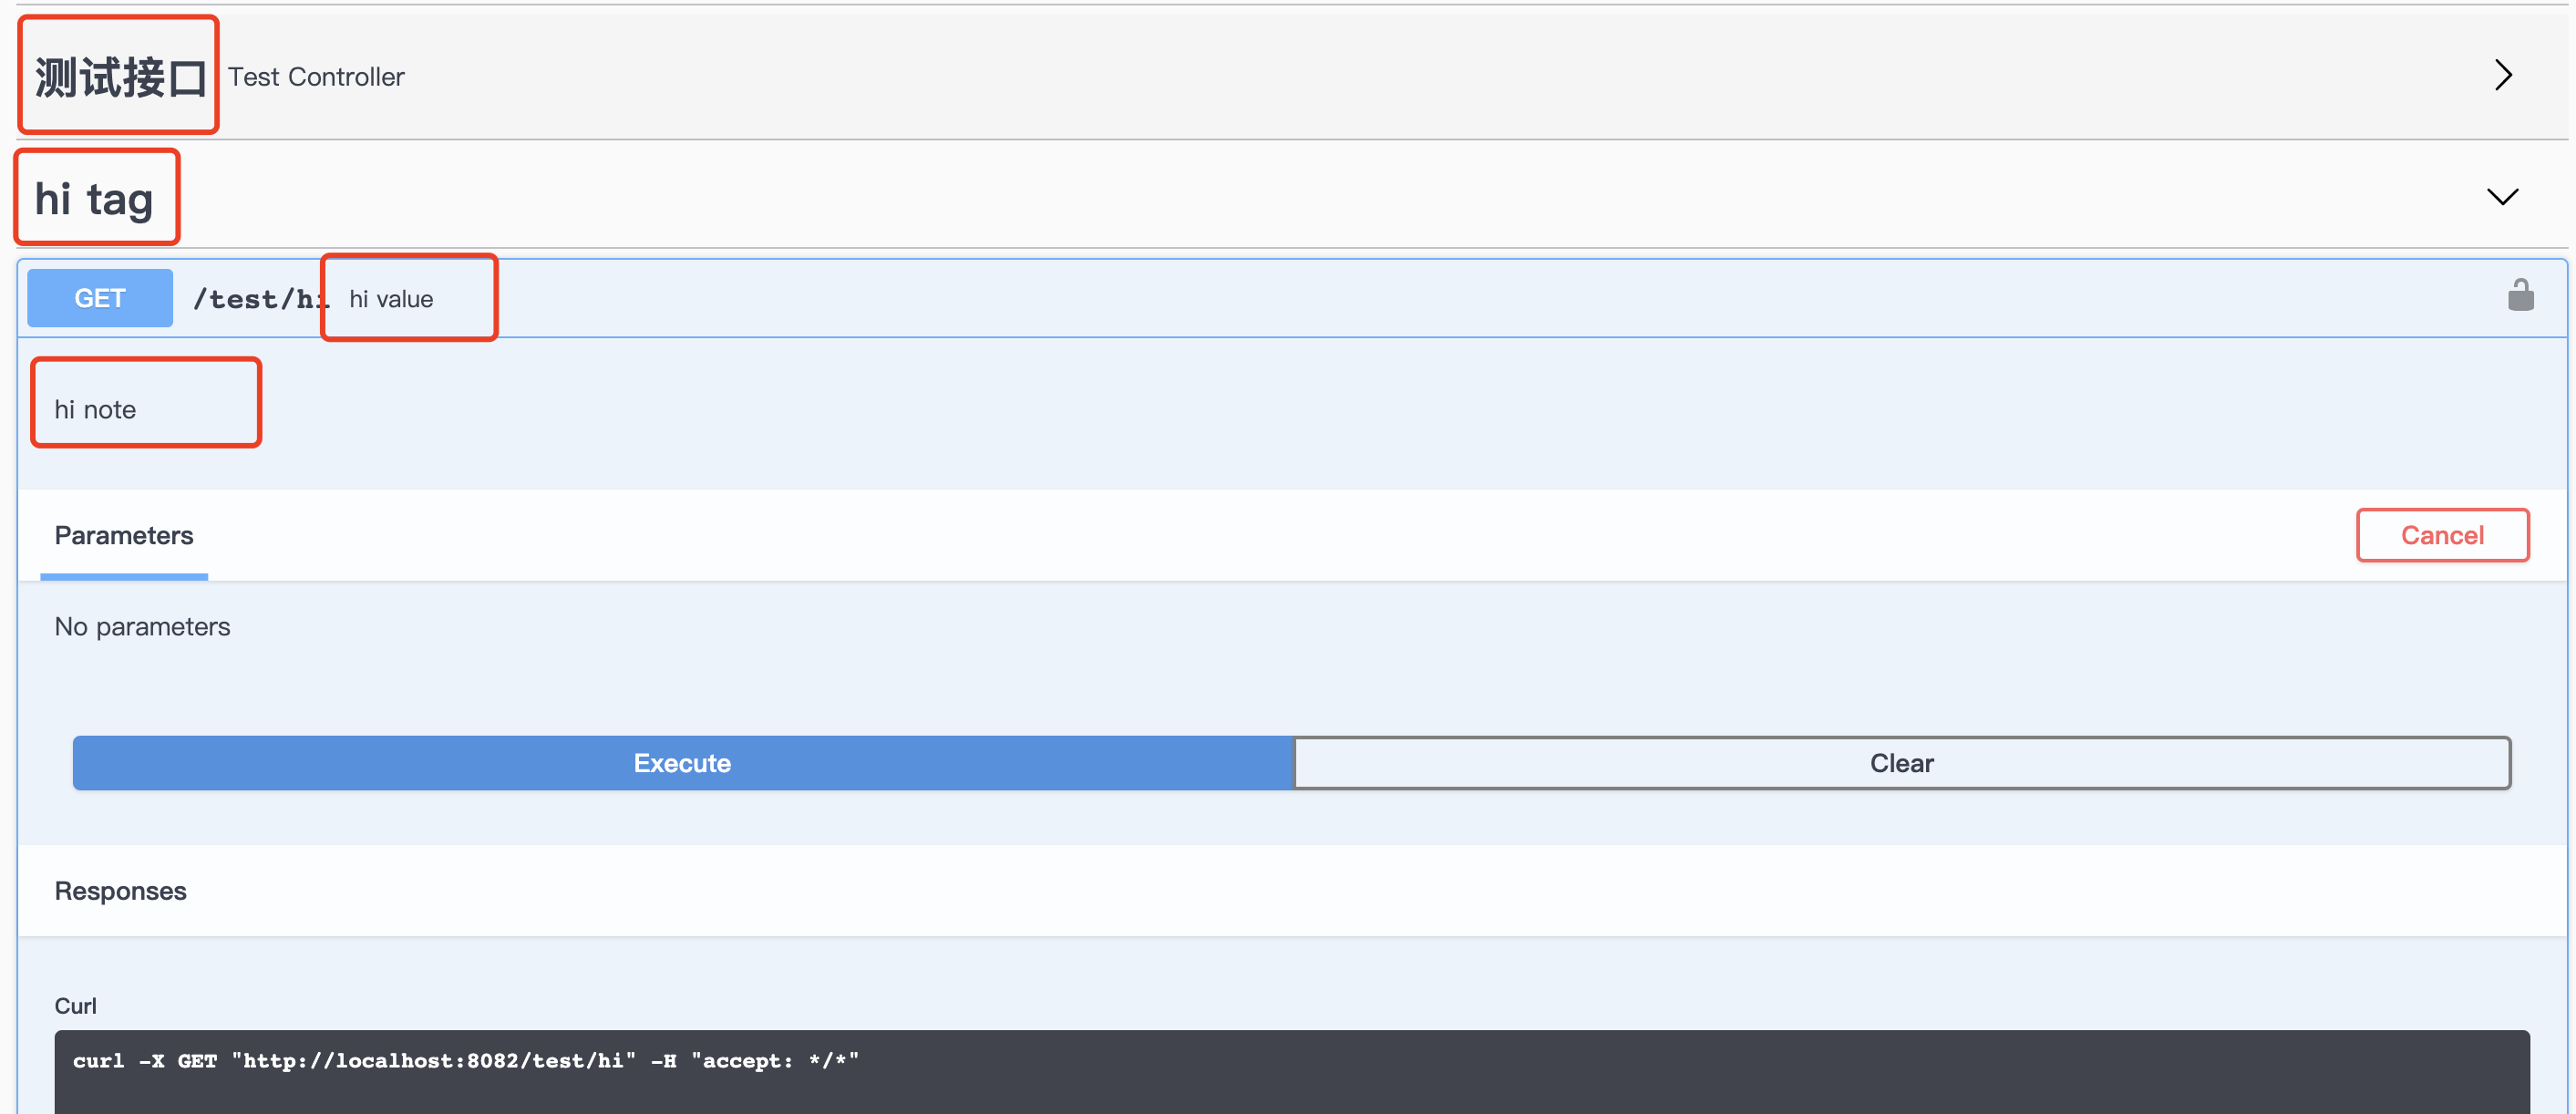 测试接口 Test Controller
hi tag
GET /test/hi hi value
hi note
Parameters Cancel
No parameters
Execute Clear
Responses
Curl
curl -X GET "http://localhost:8082/test/hi" -H "accept: */*"